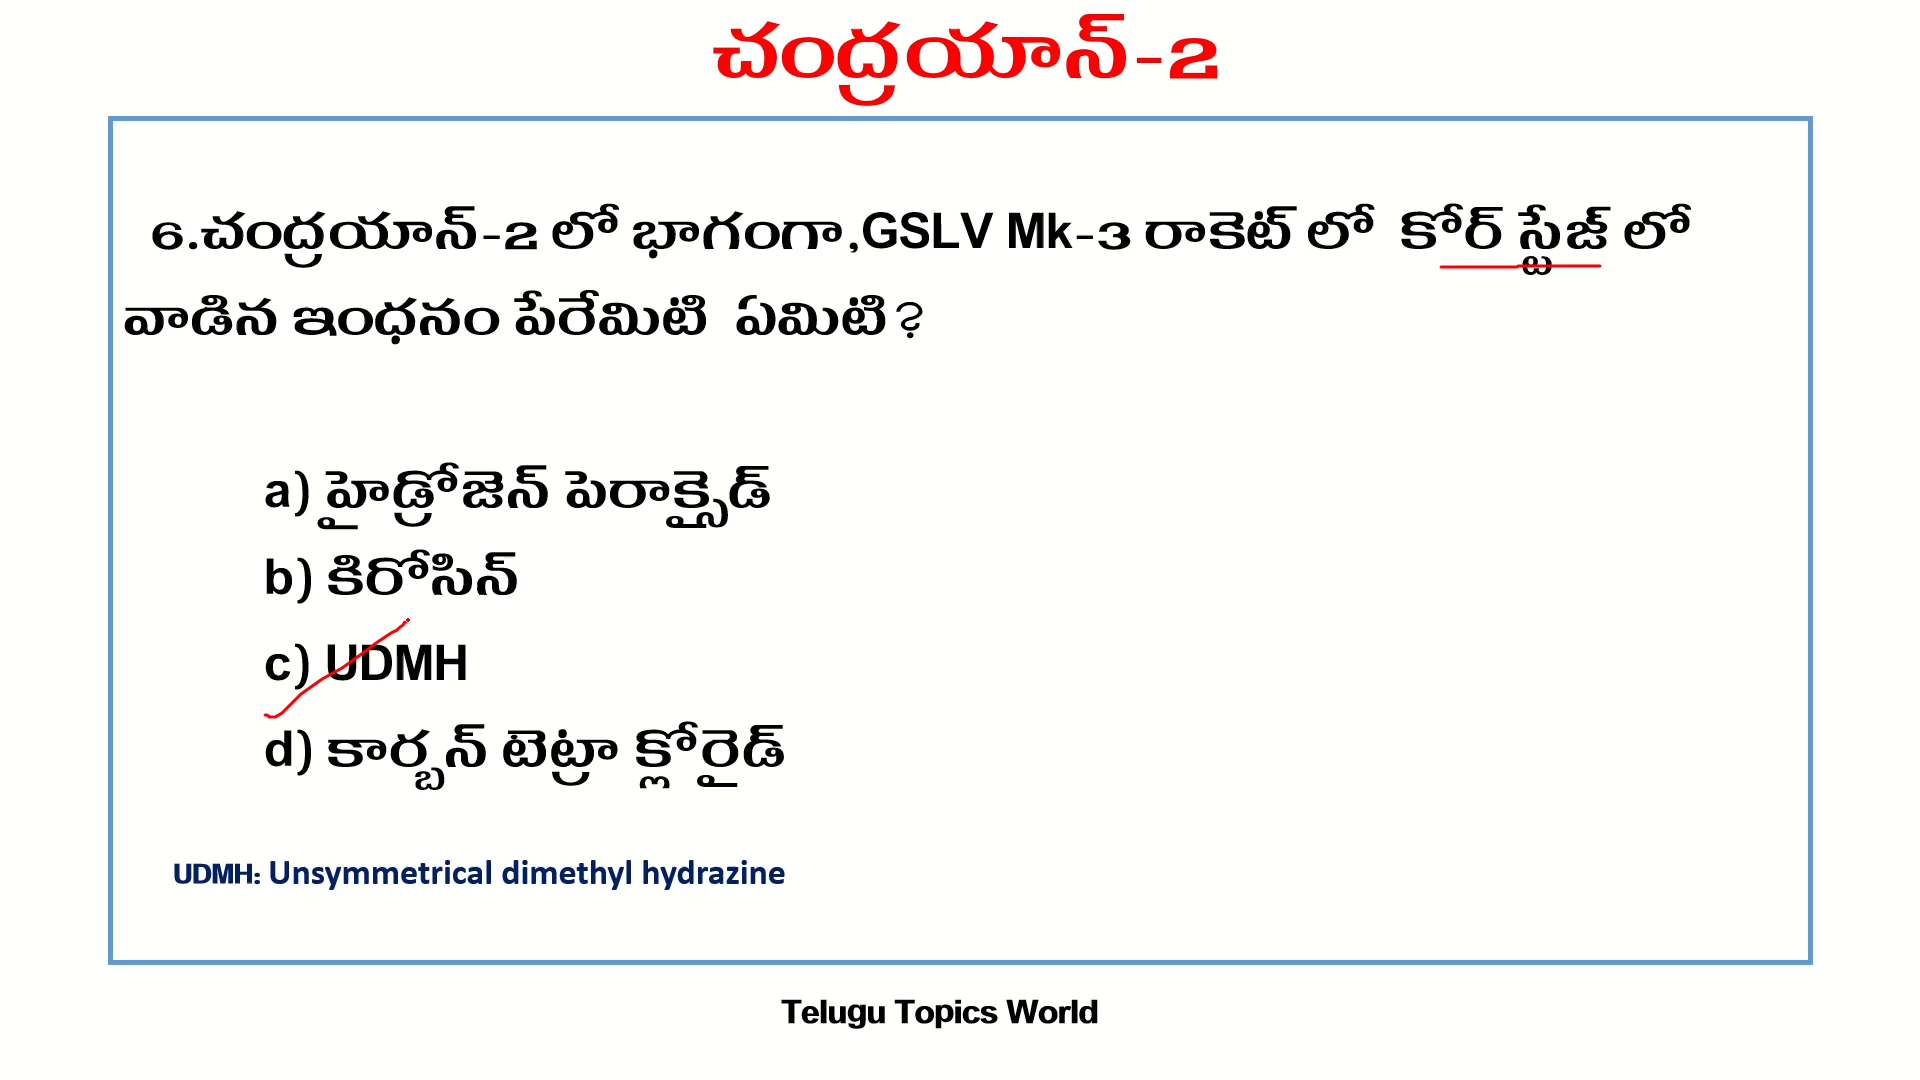 చంద్రయాన్-2
6.చంద్రయాన్-2 లో భాగంగా,GSLV Mk-3 రాకెట్ లో కోర్ స్టేజ్ లో
వాడిన ఇంధనం పేరేమిటి ఏమిటి?
a) హైడ్రోజెన్ పెరాక్సైడ్
b) కిరోసిన్
c) UDMH
d) కార్బన్ టెట్రా క్లోరైడ్
UDMH: Unsymmetrical dimethyl hydrazine
Telugu Topics World